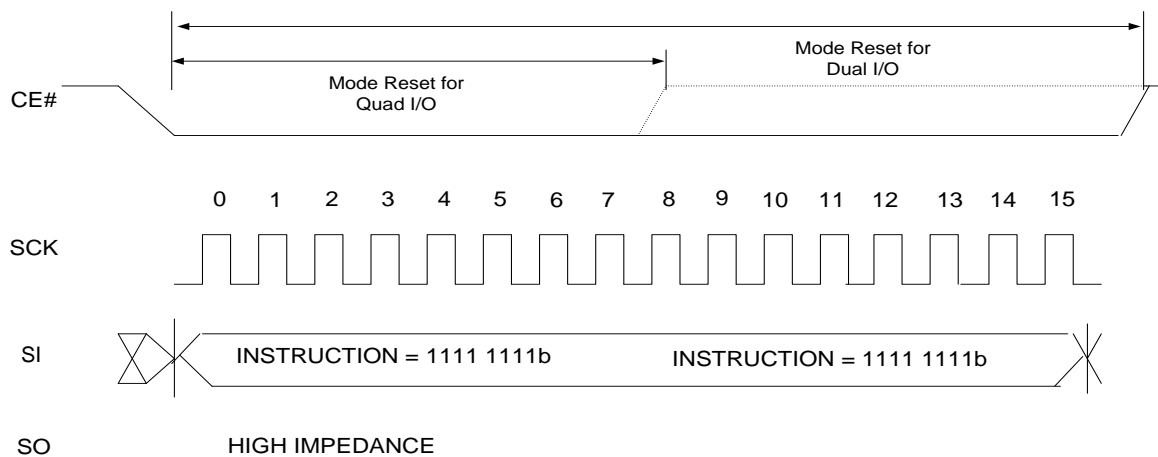 Mode Reset for
Dual I/O
Mode Reset for
Quad I/O
CE#
0 1 2 3 4 5 6 7 8 9 10 11 12 13 14 15
SCK
SI
INSTRUCTION = 1111 1111b
INSTRUCTION = 1111 1111b
SO
HIGH IMPEDANCE